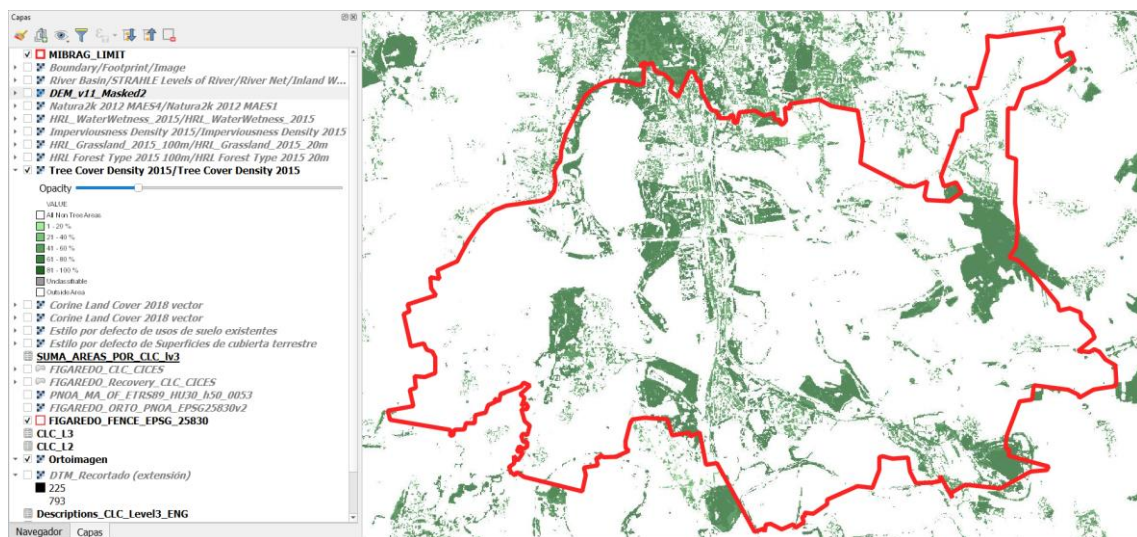 Capas
MIBRAG_LIMIT
Boundary/Footprint/Image
River Basin/STRAHLE Levels of River/River Net/Inland W...
DEM_v11_Masked2
Natura2k 2012 MAES4/Natura2k 2012 MAES1
HRL_WaterWetness_2015/HRL_WaterWetness_2015
Imperviousness Density 2015/Imperviousness Density 2015
HRL_Grassland_2015_100m/HRL_Grassland_2015_20m
HRL Forest Type 2015 100m/HRL Forest Type 2015 20m
Tree Cover Density 2015/Tree Cover Density 2015
Opacity
VALUE
All Non Tree Areas
1 - 20 %
21 - 40 %
41 - 60 %
61 - 80 %
81 - 100 %
Unclassifiable
Outside Area
Corine Land Cover 2018 vector
Corine Land Cover 2018 vector
Estilo por defecto de usos de suelo existentes
Estilo por defecto de Superficies de cubierta terrestre
SUMA_AREAS_POR_CLC_lv3
FIGAREDO_CLC_CICES
FIGAREDO_Recovery_CLC_CICES
PNOA_MA_OF_ETRS89_HU30_h50_0053
FIGAREDO_ORTO_PNOA_EPSG25830v2
FIGAREDO_FENCE_EPSG_25830
CLC_L3
CLC_L2
Ortoimagen
DTM_Recortado (extensión)
225
793
Descriptions_CLC_Level3_ENG
Navegador Capas